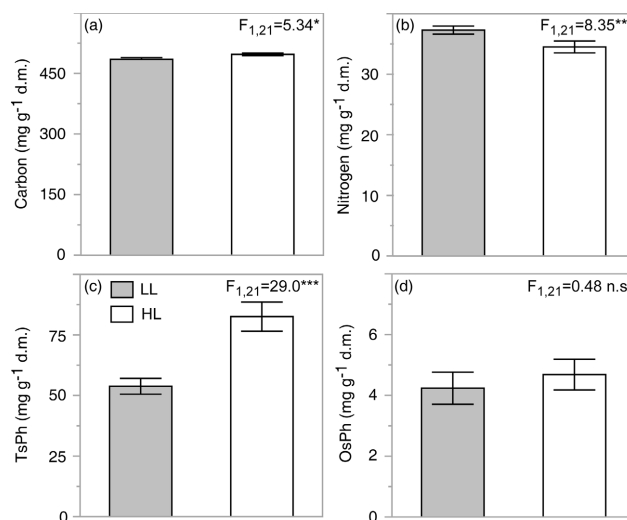 (a) F1,21=5.34*
Carbon (mg g-1 d.m.)
450
300
150
0
(b) F1,21=8.35**
Nitrogen (mg g-1 d.m.)
30
20
10
0
(c) F1,21=29.0***
LL
HL
TsPh (mg g-1 d.m.)
75
50
25
0
(d) F1,21=0.48 n.s
OsPh (mg g-1 d.m.)
6
4
2
0